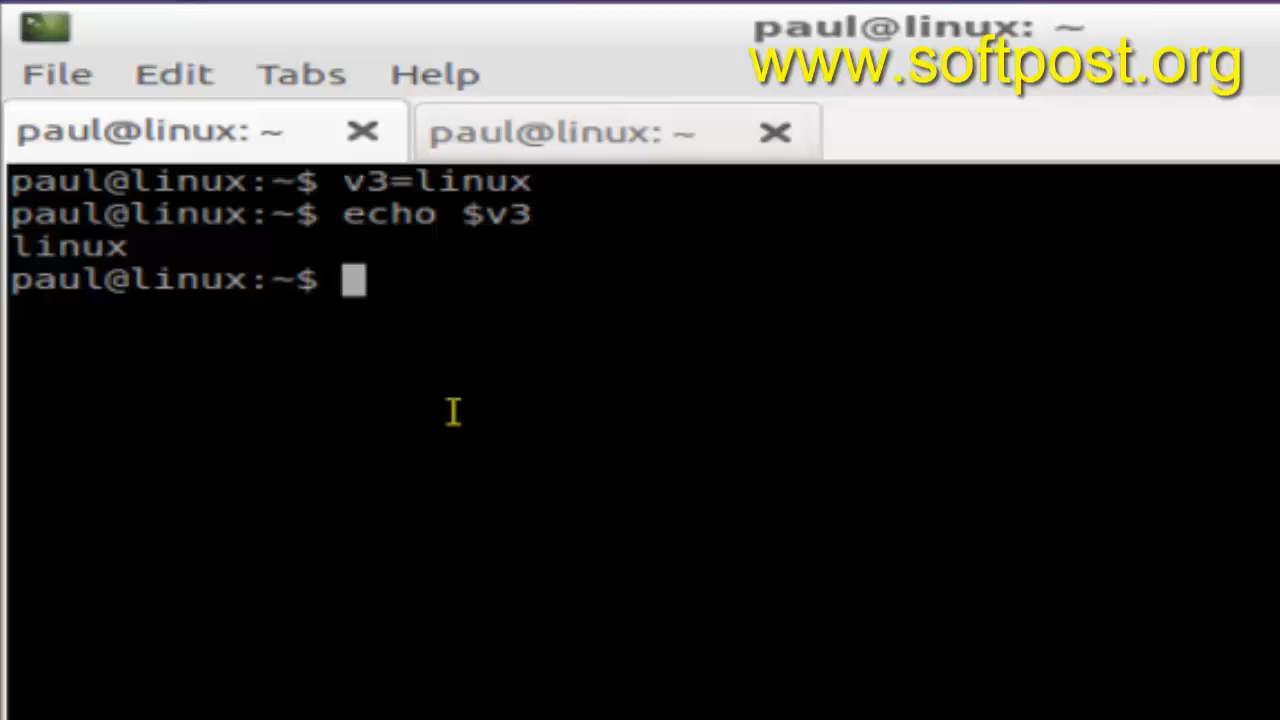 paul@linux: ~
www.softpost.org
File Edit Tabs Help
paul@linux: ~ paul@linux: ~
paul@linux:~$ v3=linux
paul@linux:~$ echo $v3
linux
paul@linux:~$